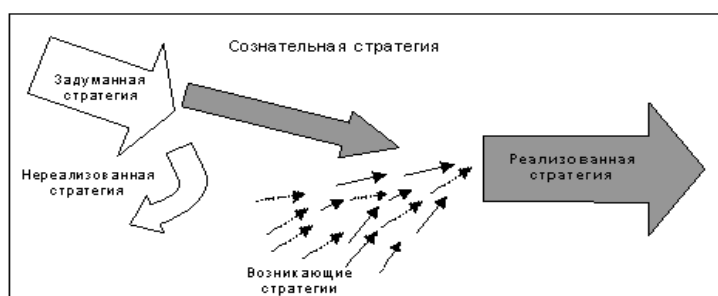 Сознательная стратегия
Задуманная
стратегия
Нереализованная
стратегия
Реализованная
стратегия
Возникающие
стратегии